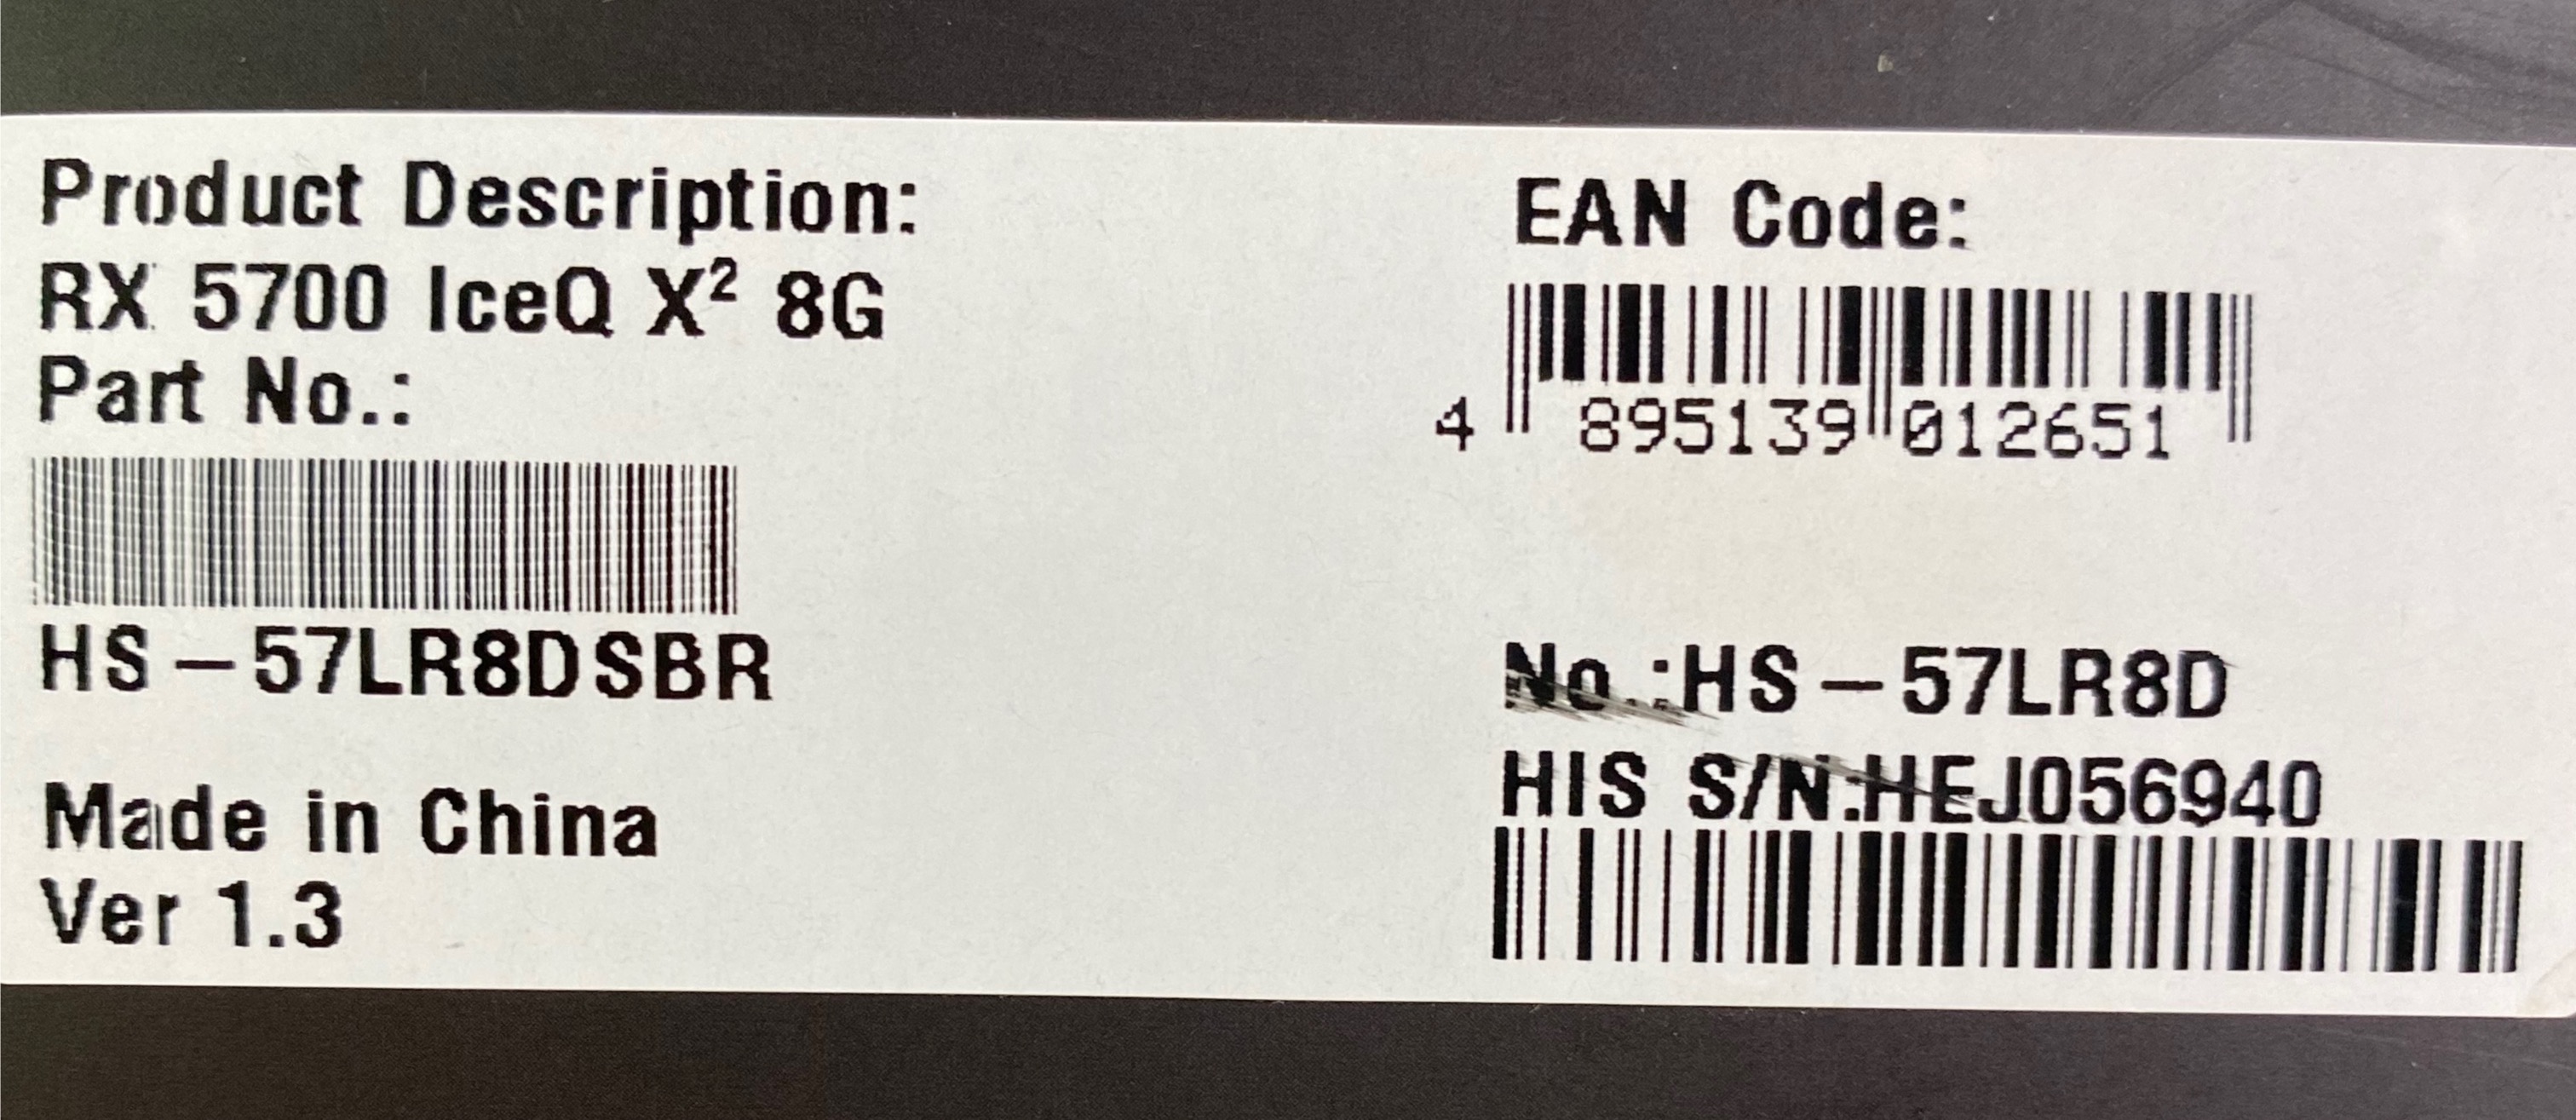 Product Description:
RX 5700 IceQ X² 8G
Part No.:
HS-57LR8DSBR
Made in China
Ver 1.3
EAN Code:
4 895139 012651
No.:HS-57LR8D
HIS S/N.:HEJ056940